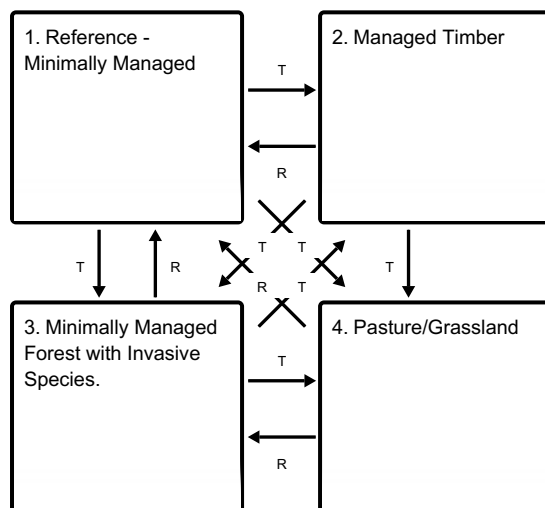 1. Reference -
Minimally Managed
2. Managed Timber
T
R
T
R
T
T
T
R
T
3. Minimally Managed
Forest with Invasive
Species.
4. Pasture/Grassland
T
R